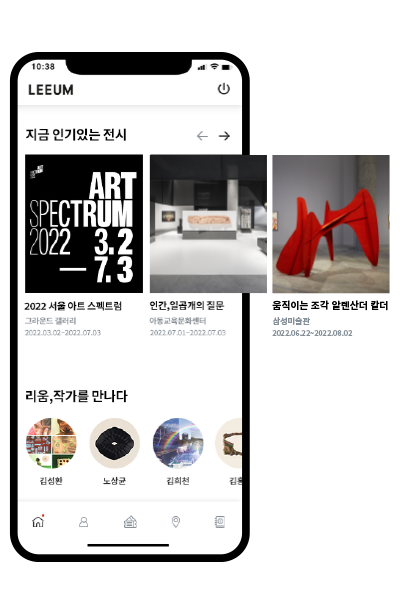 10:38
LEEUM
지금 인기있는 전시
ART
SPECTRUM
2022 3. 2
— 7. 3
2022 서울 아트 스펙트럼
그라운드 갤러리
2022.03.02~2022.07.03
인간,일곱개의 질문
아동교육문화센터
2022.07.01~2022.07.03
움직이는 조각 알렌산더 칼더
삼성미술관
2022.06.22~2022.08.02
리움,작가를 만나다
김성환
노상균
김희천